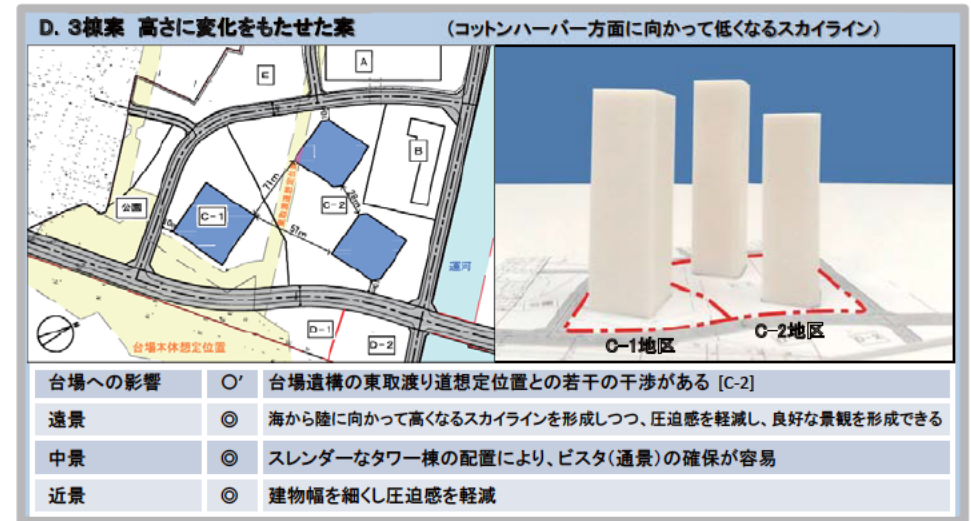 D. 3棟案 高さに変化をもたせた案 (コットンハーバー方面に向かって低くなるスカイライン)
E
A
B
71m
28m
公園
C-1
C-2
57m
運河
D-1
D-2
台場本体想定位置
C-1地区
C-2地区
台場への影響 〇’ 台場遺構の東取渡り道想定位置との若干の干渉がある [C-2]
遠景 ◎ 海から陸に向かって高くなるスカイラインを形成しつつ、圧迫感を軽減し、良好な景観を形成できる
中景 ◎ スレンダーなタワー棟の配置により、ビスタ(通景)の確保が容易
近景 ◎ 建物幅を細くし圧迫感を軽減